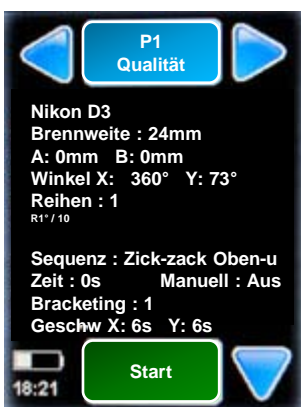 P1
Qualität
Nikon D3
Brennweite : 24mm
A: 0mm B: 0mm
Winkel X: 360° Y: 73°
Reihen : 1
R1° / 10
Sequenz : Zick-zack Oben-u
Zeit : 0s Manuell : Aus
Bracketing : 1
Geschw X: 6s Y: 6s
Start
18:21